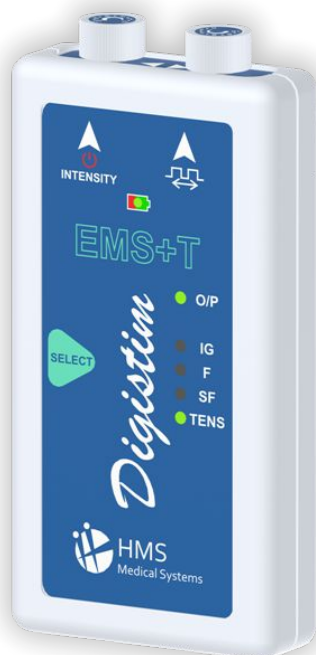 INTENSITY
EMS+T
O/P
SELECT
IG
F
SF
TENS
Digistim
HMS
Medical Systems